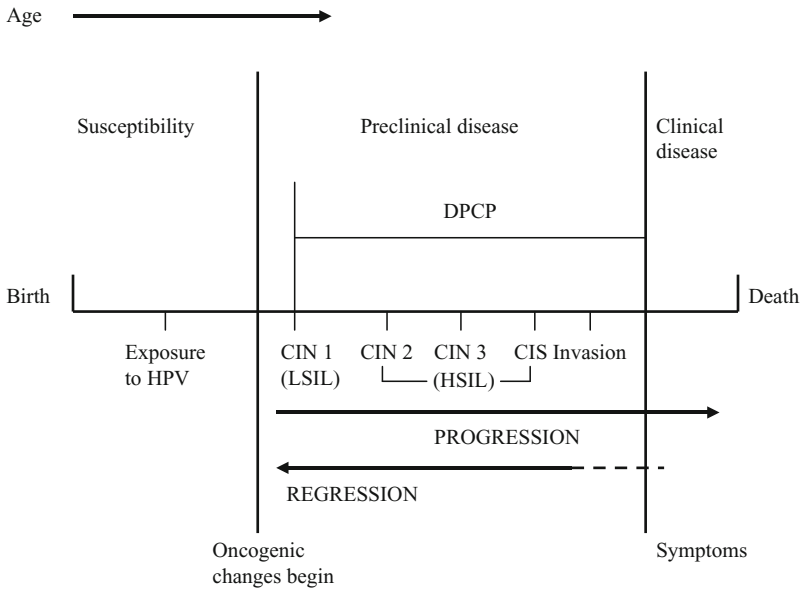 Age
Susceptibility
Preclinical disease
Clinical
disease
DPCP
Birth
Death
Exposure
to HPV
CIN 1
(LSIL)
CIN 2
CIN 3
CIS
Invasion
(HSIL)
PROGRESSION
REGRESSION
Oncogenic
changes begin
Symptoms